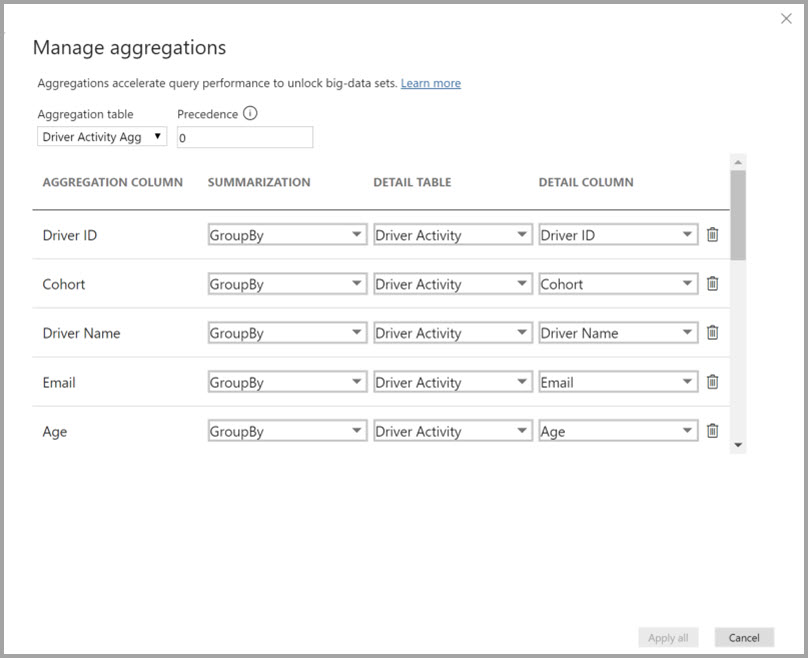 Manage aggregations
Aggregations accelerate query performance to unlock big-data sets. Learn more
Aggregation table Precedence
Driver Activity Agg 0
AGGREGATION COLUMN SUMMARIZATION DETAIL TABLE DETAIL COLUMN
Driver ID GroupBy Driver Activity Driver ID
Cohort GroupBy Driver Activity Cohort
Driver Name GroupBy Driver Activity Driver Name
Email GroupBy Driver Activity Email
Age GroupBy Driver Activity Age
Apply all Cancel